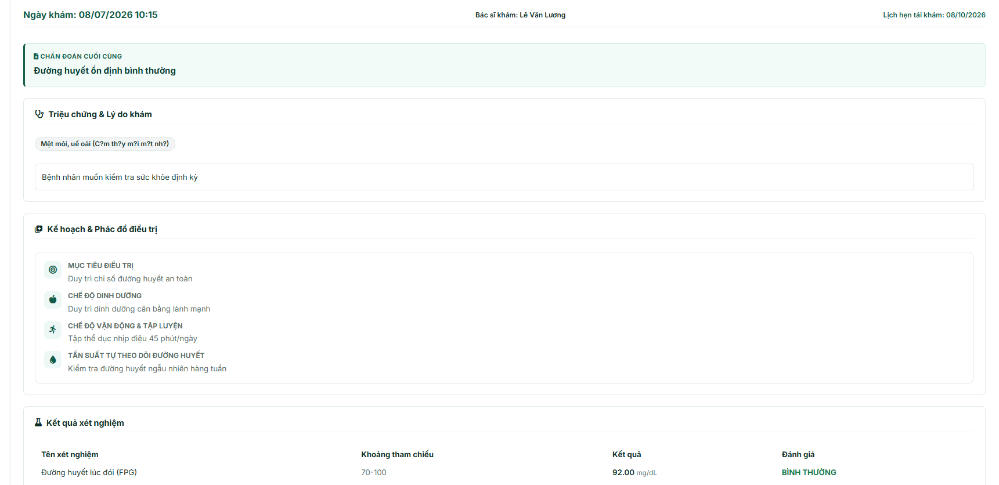 Ngày khám: 08/07/2026 10:15
Bác sĩ khám: Lê Văn Lương
Lịch hẹn tái khám: 08/10/2026
CHẨN ĐOÁN CUỐI CÙNG
Đường huyết ổn định bình thường
Triệu chứng & Lý do khám
Mệt mỏi, uể oải (C?m th?y m?i m?t nh?)
Bệnh nhân muốn kiểm tra sức khỏe định kỳ
Kế hoạch & Phác đồ điều trị
MỤC TIÊU ĐIỀU TRỊ
Duy trì chỉ số đường huyết an toàn
CHẾ ĐỘ DINH DƯỠNG
Duy trì dinh dưỡng cân bằng lành mạnh
CHẾ ĐỘ VẬN ĐỘNG & TẬP LUYỆN
Tập thể dục nhịp điệu 45 phút/ngày
TẦN SUẤT TỰ THEO DÕI ĐƯỜNG HUYẾT
Kiểm tra đường huyết ngẫu nhiên hàng tuần
Kết quả xét nghiệm
Tên xét nghiệm Khoảng tham chiếu Kết quả Đánh giá
Đường huyết lúc đói (FPG) 70-100 92.00 mg/dL BÌNH THƯỜNG